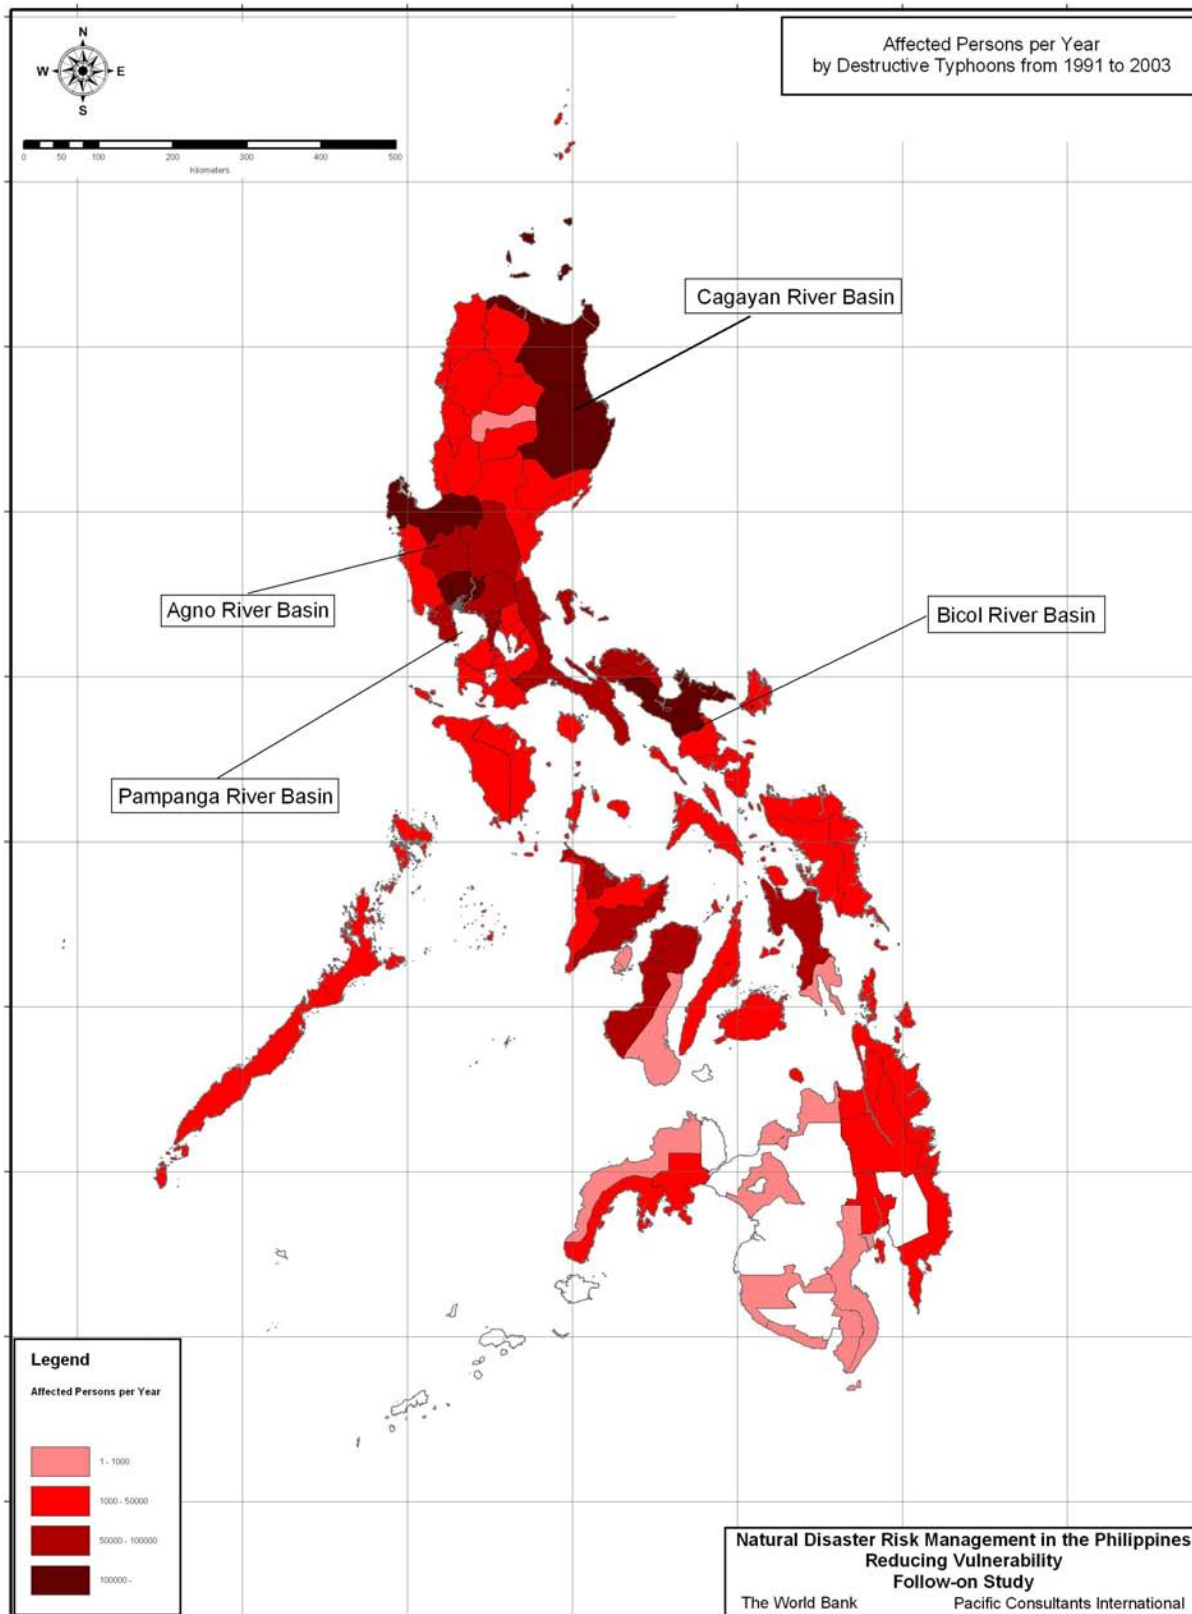 Affected Persons per Year
by Destructive Typhoons from 1991 to 2003
N
W E
S
0 50 100 200 300 400 500
Kilometers
Cagayan River Basin
Agno River Basin
Bicol River Basin
Pampanga River Basin
Legend
Affected Persons per Year
1 - 1000
1000 - 50000
50000 - 100000
100000 -
Natural Disaster Risk Management in the Philippines
Reducing Vulnerability
Follow-on Study
The World Bank Pacific Consultants International